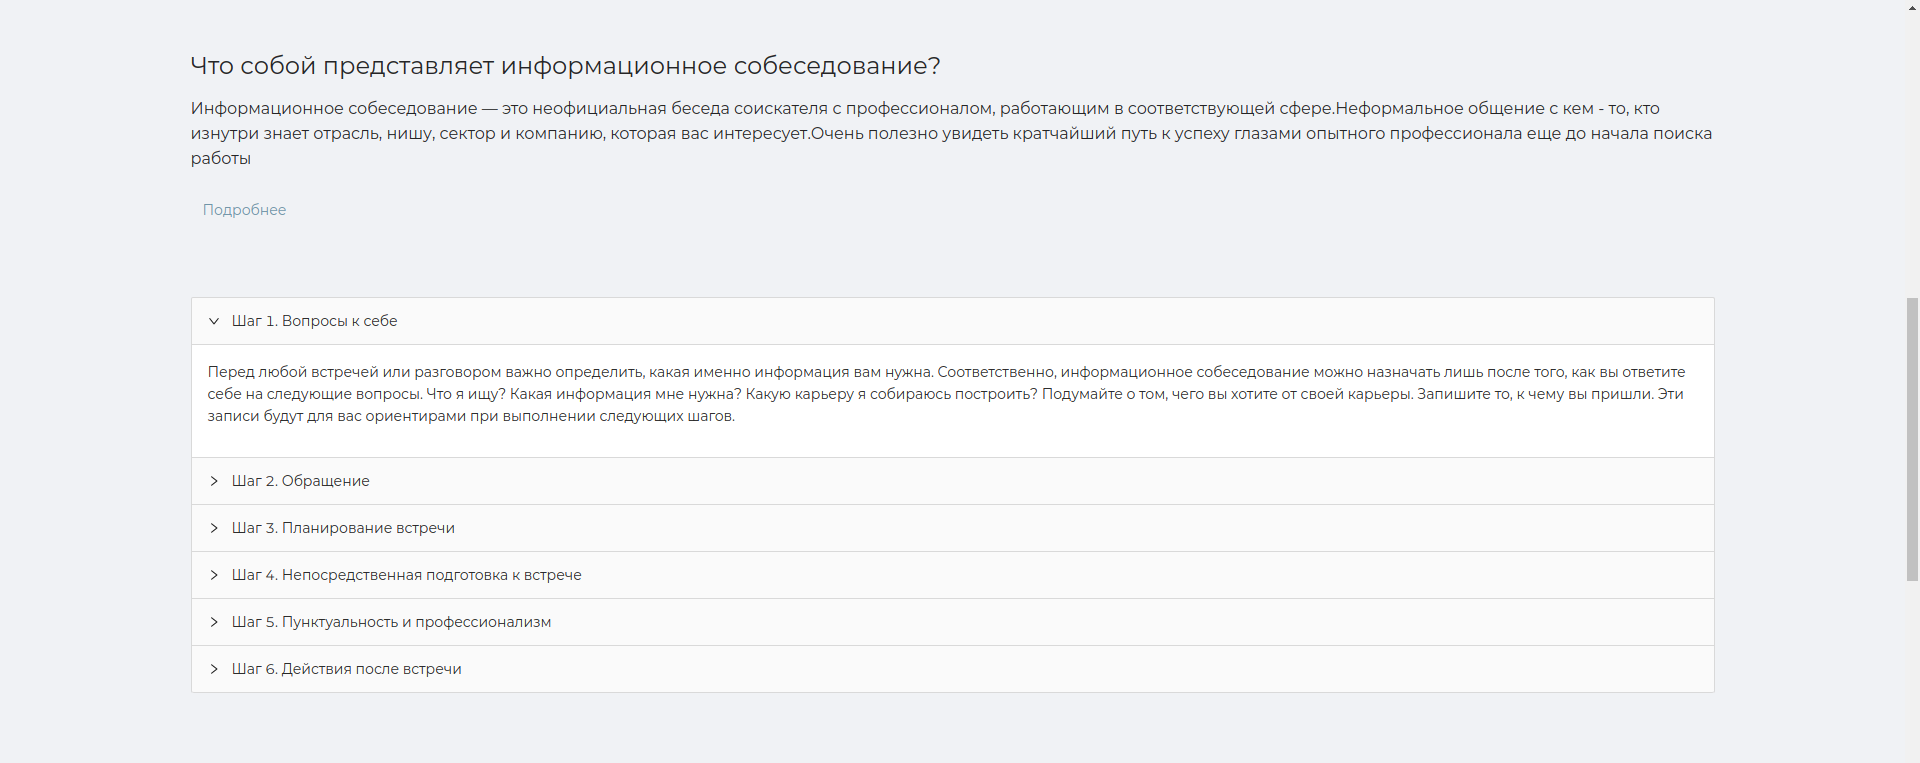 Что собой представляет информационное собеседование?
Информационное собеседование — это неофициальная беседа соискателя с профессионалом, работающим в соответствующей сфере.Неформальное общение с кем - то, кто
изнутри знает отрасль, нишу, сектор и компанию, которая вас интересует.Очень полезно увидеть кратчайший путь к успеху глазами опытного профессионала еще до начала поиска
работы
Подробнее
Шаг 1. Вопросы к себе
Перед любой встречей или разговором важно определить, какая именно информация вам нужна. Соответственно, информационное собеседование можно назначать лишь после того, как вы ответите
себе на следующие вопросы. Что я ищу? Какая информация мне нужна? Какую карьеру я собираюсь построить? Подумайте о том, чего вы хотите от своей карьеры. Запишите то, к чему вы пришли. Эти
записи будут для вас ориентирами при выполнении следующих шагов.
Шаг 2. Обращение
Шаг 3. Планирование встречи
Шаг 4. Непосредственная подготовка к встрече
Шаг 5. Пунктуальность и профессионализм
Шаг 6. Действия после встречи